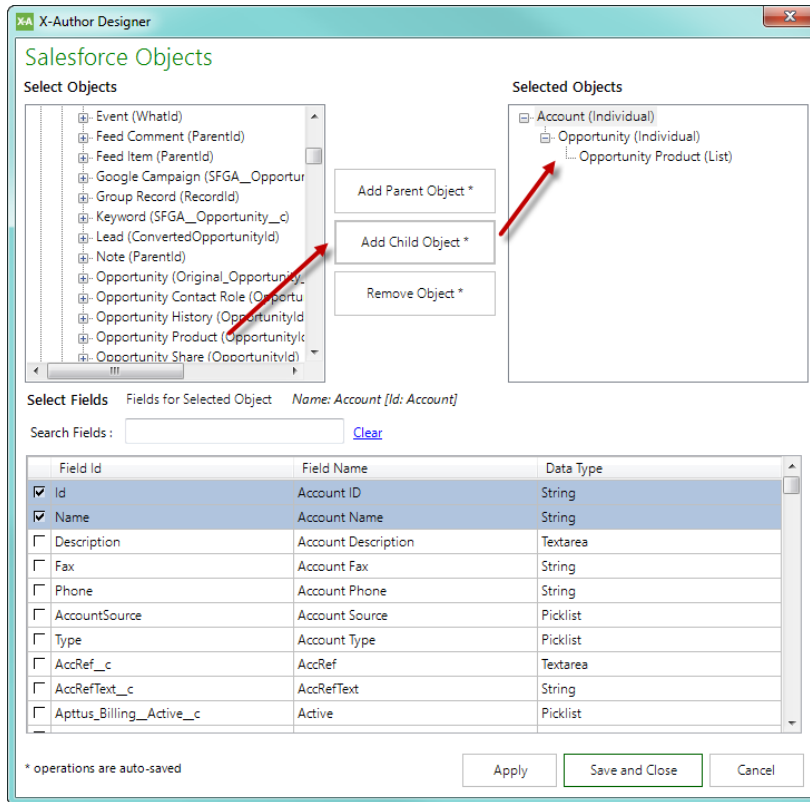 X-A X-Author Designer
Salesforce Objects
Select Objects
Event (WhatId)
Feed Comment (ParentId)
Feed Item (ParentId)
Google Campaign (SFGA__Opportun
Group Record (RecordId)
Keyword (SFGA__Opportunity__c)
Lead (ConvertedOpportunityId)
Note (ParentId)
Opportunity (Original_Opportunity_
Opportunity Contact Role (Opportu
Opportunity History (OpportunityId
Opportunity Product (OpportunityId
Opportunity Share (OpportunityId)
Add Parent Object *
Add Child Object *
Remove Object *
Selected Objects
Account (Individual)
Opportunity (Individual)
Opportunity Product (List)
Select Fields Fields for Selected Object Name: Account [Id: Account]
Search Fields : Clear
Field Id Field Name Data Type
Id Account ID String
Name Account Name String
Description Account Description Textarea
Fax Account Fax String
Phone Account Phone String
AccountSource Account Source Picklist
Type Account Type Picklist
AccRef__c AccRef Textarea
AccRefText__c AccRefText String
Apttus_Billing__Active__c Active Picklist
* operations are auto-saved
Apply Save and Close Cancel